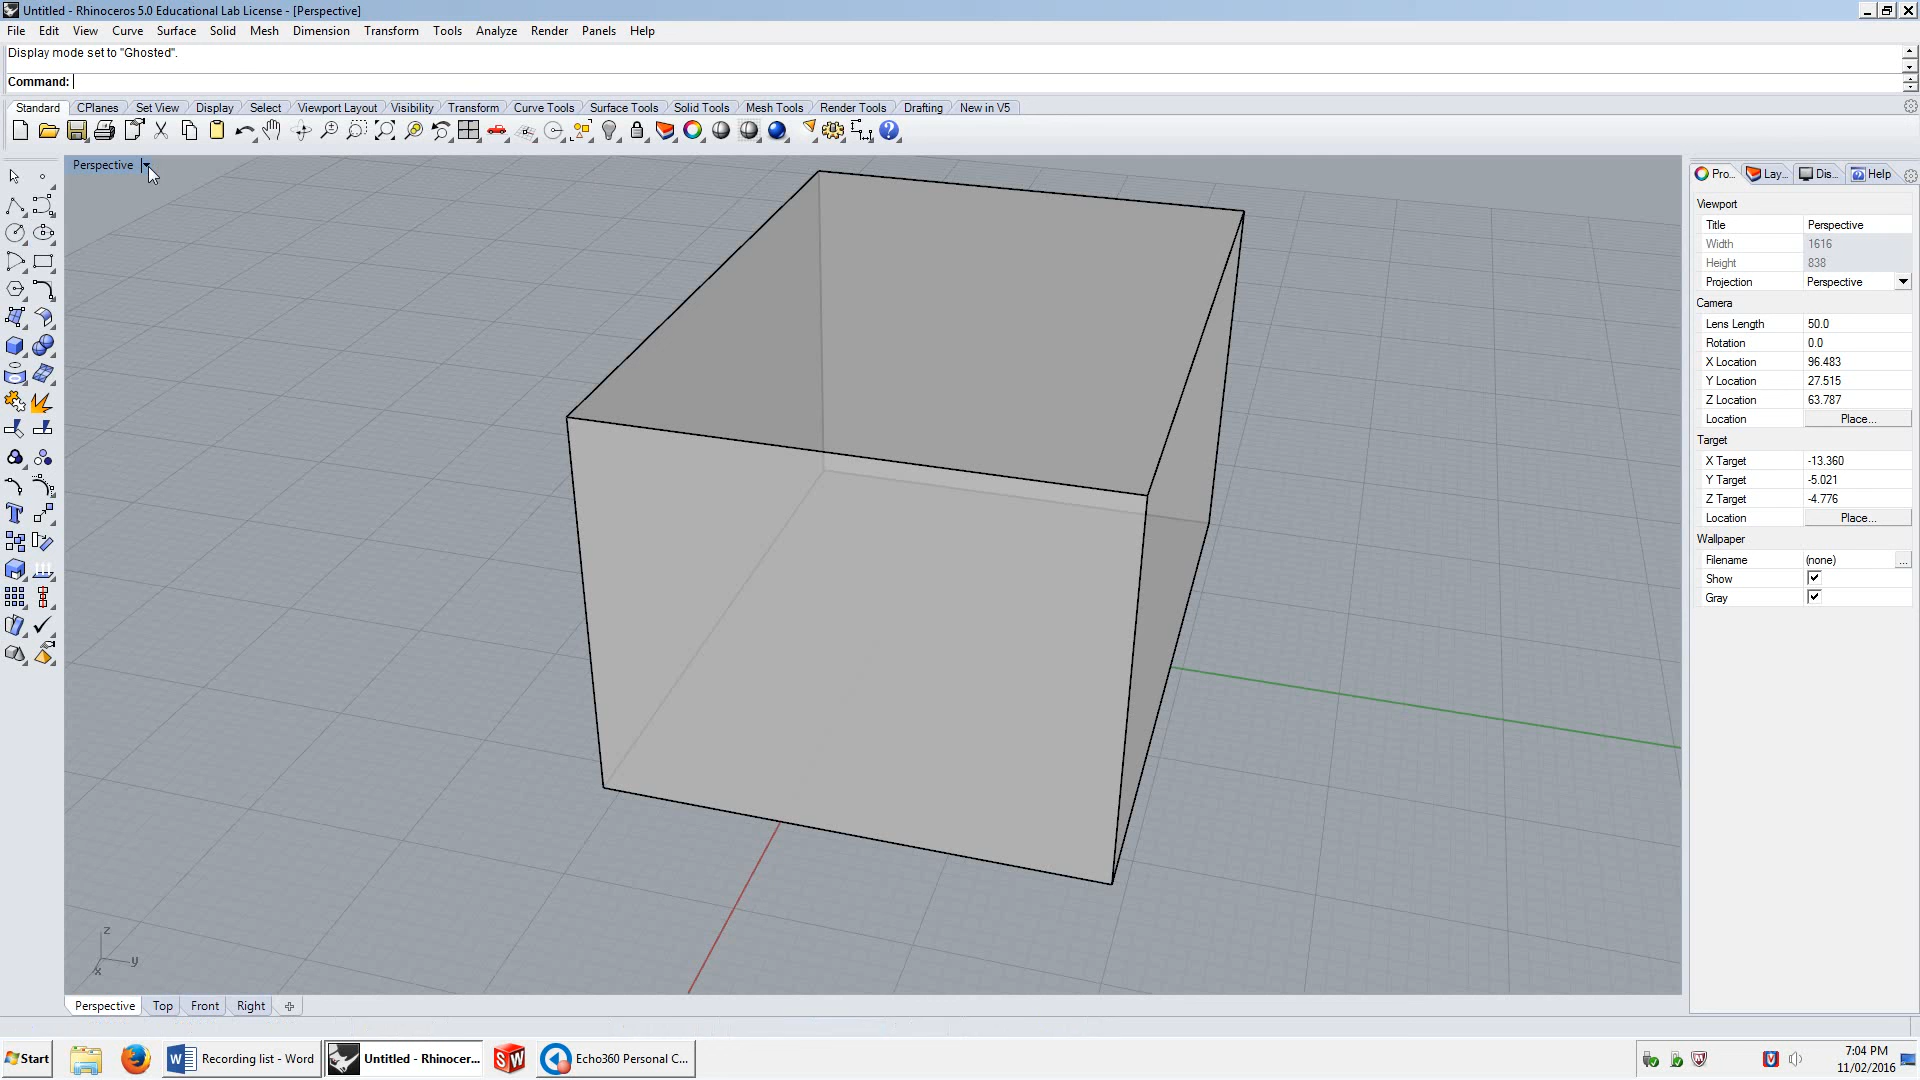 Untitled - Rhinoceros 5.0 Educational Lab License - [Perspective]
File Edit View Curve Surface Solid Mesh Dimension Transform Tools Analyze Render Panels Help
Display mode set to "Ghosted".
Command:
Standard CPlanes Set View Display Select Viewport Layout Visibility Transform Curve Tools Surface Tools Solid Tools Mesh Tools Render Tools Drafting New in V5
Perspective
Pro... Lay... Dis... Help
Viewport
Title Perspective
Width 1616
Height 838
Projection Perspective
Camera
Lens Length 50.0
Rotation 0.0
X Location 96.483
Y Location 27.515
Z Location 63.787
Location Place...
Target
X Target -13.360
Y Target -5.021
Z Target -4.776
Location Place...
Wallpaper
Filename (none) ...
Show
Gray
z
y
x
Perspective Top Front Right
Start Recording list - Word Untitled - Rhinocer... SW Echo360 Personal C...
7:04 PM
11/02/2016